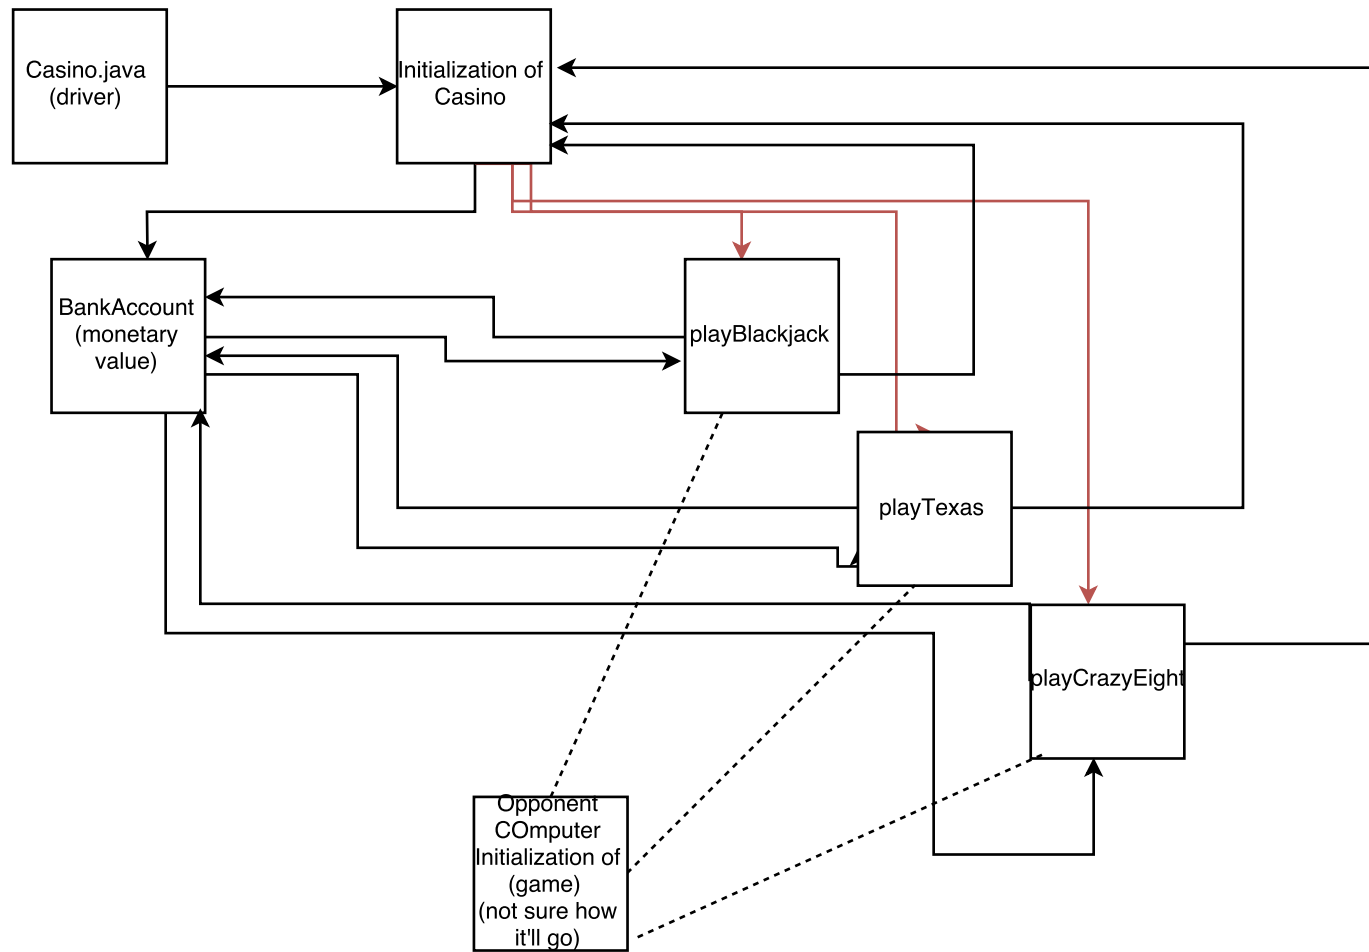 Casino.java
(driver)
Initialization of
Casino
BankAccount
(monetary
value)
playBlackjack
playTexas
playCrazyEight
Opponent
COmputer
Initialization of
(game)
(not sure how
it'll go)